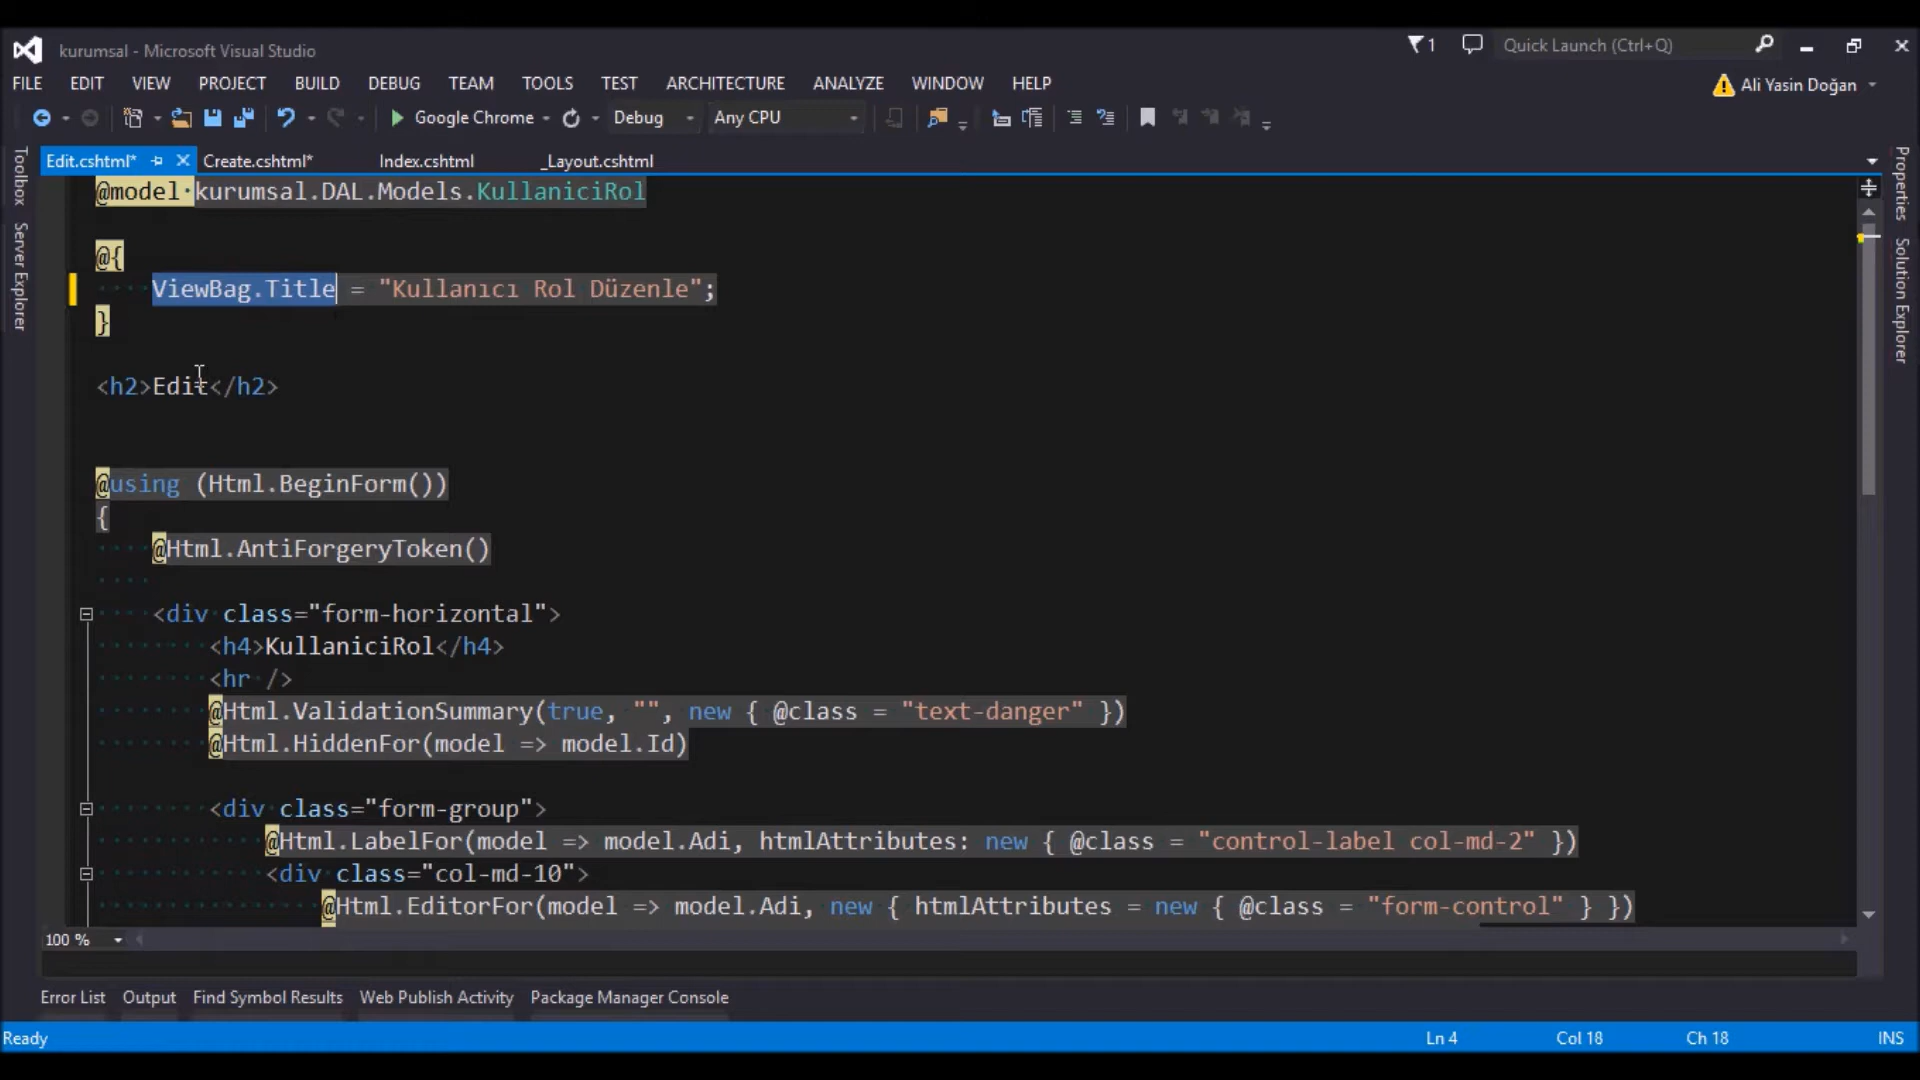 kurumsal - Microsoft Visual Studio
1
Quick Launch (Ctrl+Q)
FILE EDIT VIEW PROJECT BUILD DEBUG TEAM TOOLS TEST ARCHITECTURE ANALYZE WINDOW HELP
Ali Yasin Doğan
Google Chrome Debug Any CPU
Edit.cshtml* Create.cshtml* Index.cshtml _Layout.cshtml
Toolbox
Server Explorer
Properties
Solution Explorer
@model kurumsal.DAL.Models.KullaniciRol
@{
ViewBag.Title = "Kullanıcı Rol Düzenle";
}
<h2>Edit</h2>
@using (Html.BeginForm())
{
@Html.AntiForgeryToken()
<div class="form-horizontal">
<h4>KullaniciRol</h4>
<hr />
@Html.ValidationSummary(true, "", new { @class = "text-danger" })
@Html.HiddenFor(model => model.Id)
<div class="form-group">
@Html.LabelFor(model => model.Adi, htmlAttributes: new { @class = "control-label col-md-2" })
<div class="col-md-10">
@Html.EditorFor(model => model.Adi, new { htmlAttributes = new { @class = "form-control" } })
100 %
Error List Output Find Symbol Results Web Publish Activity Package Manager Console
Ready Ln 4 Col 18 Ch 18 INS